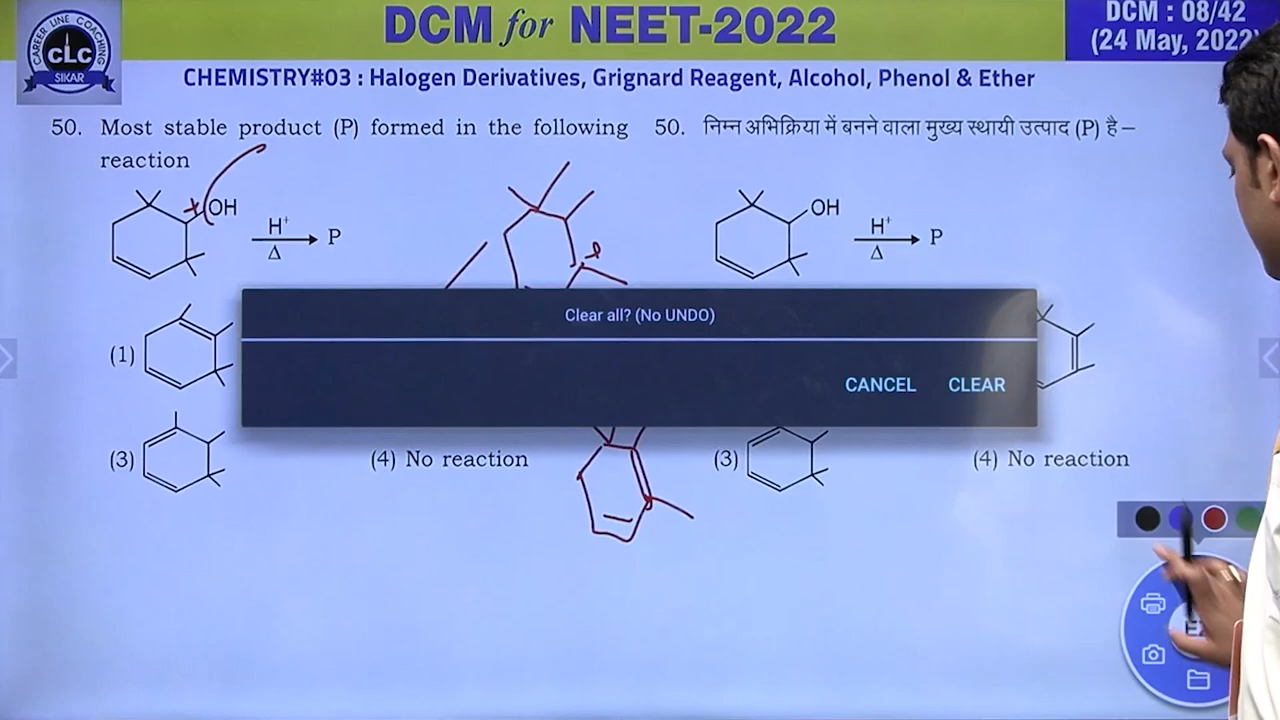 DCM for NEET-2022
DCM : 08/42
(24 May, 2022)
CAREER LINE COACHING
CLC
SIKAR
CHEMISTRY#03 : Halogen Derivatives, Grignard Reagent, Alcohol, Phenol & Ether
50. Most stable product (P) formed in the following
reaction
OH
H⁺
Δ
P
50. निम्न अभिक्रिया में बनने वाला मुख्य स्थायी उत्पाद (P) है –
OH
H⁺
Δ
P
Clear all? (No UNDO)
CANCEL CLEAR
(1)
(3)
(4) No reaction
(3)
(4) No reaction